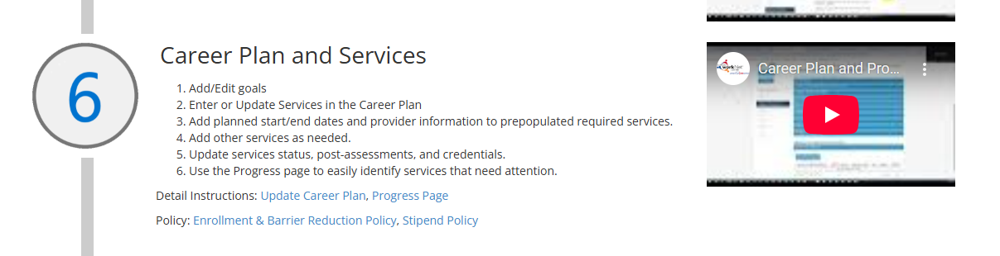 6
Career Plan and Services
1. Add/Edit goals
2. Enter or Update Services in the Career Plan
3. Add planned start/end dates and provider information to prepopulated required services.
4. Add other services as needed.
5. Update services status, post-assessments, and credentials.
6. Use the Progress page to easily identify services that need attention.
Detail Instructions: Update Career Plan, Progress Page
Policy: Enrollment & Barrier Reduction Policy, Stipend Policy
workNet
Career Plan and Pro...